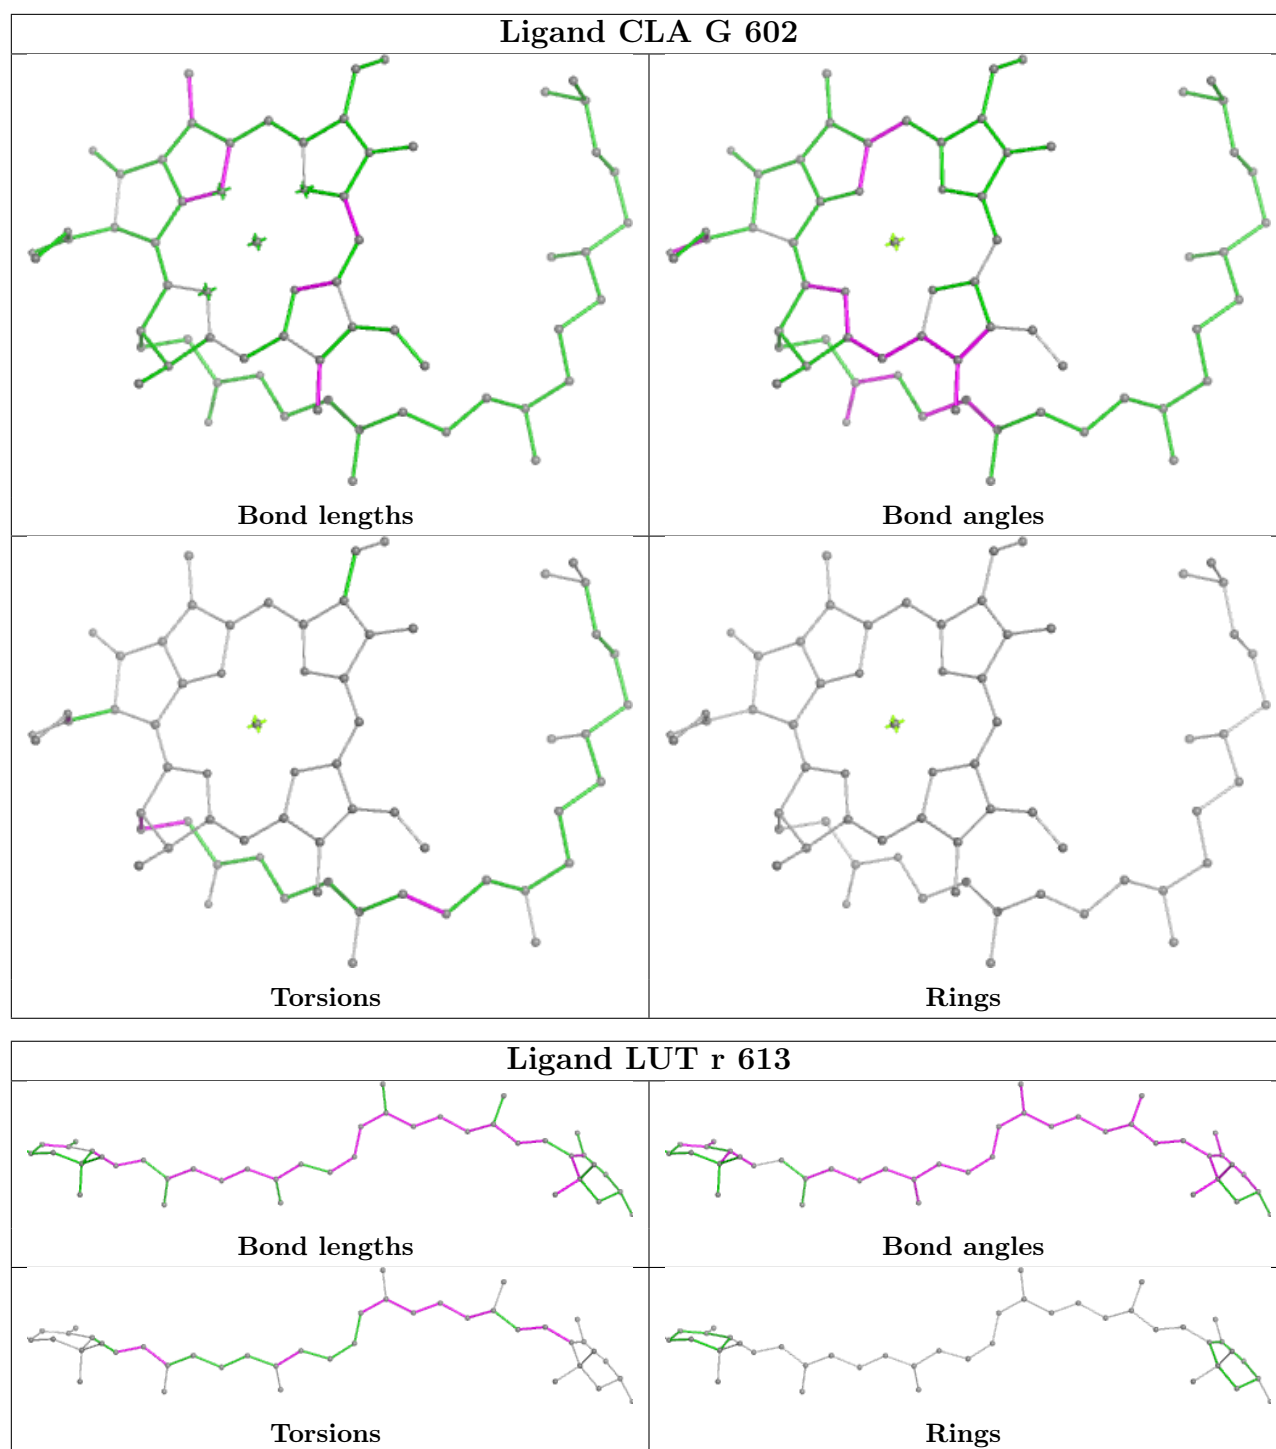 Ligand CLA G 602
Bond lengths
Bond angles
Torsions
Rings
Ligand LUT r 613
Bond lengths
Bond angles
Torsions
Rings